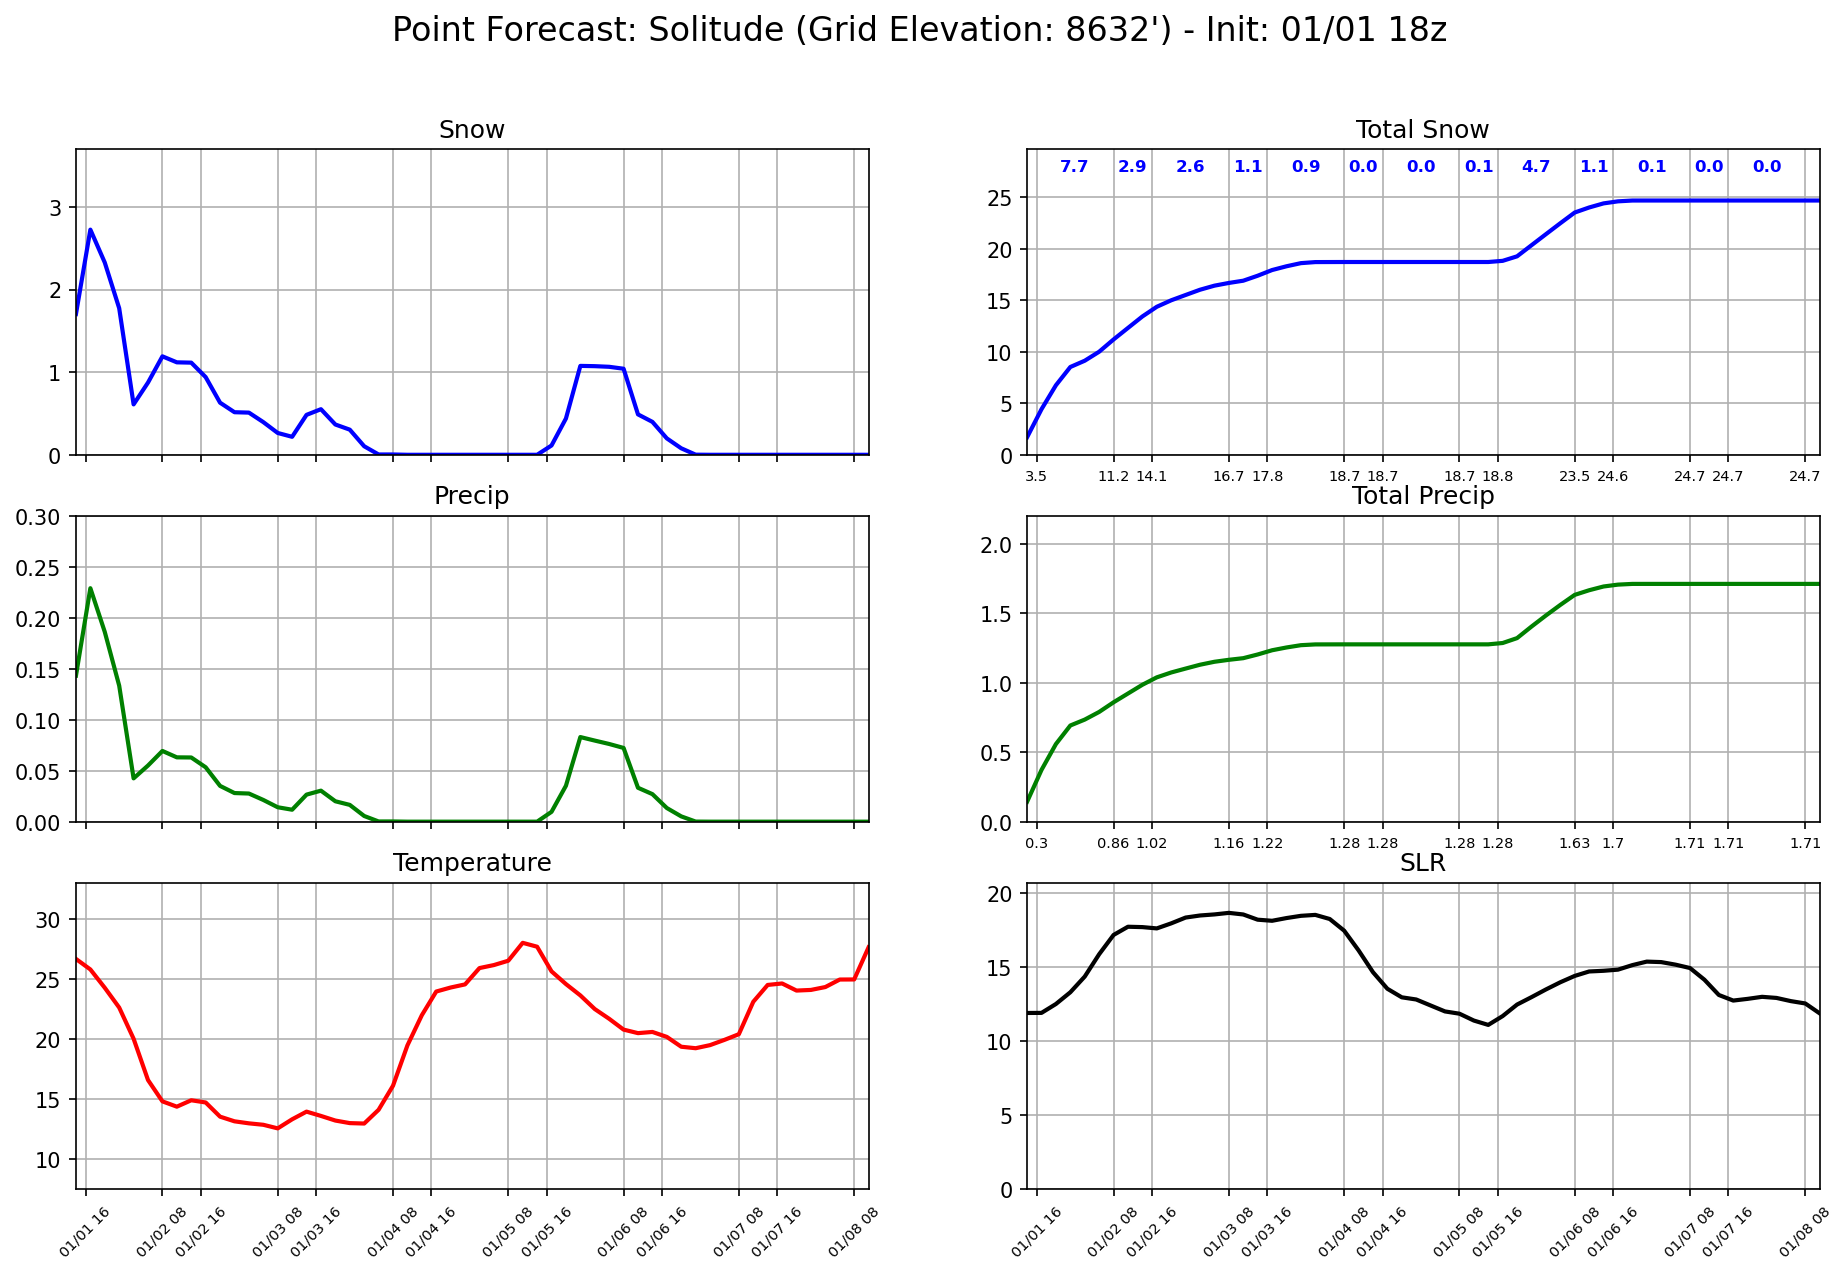 Point Forecast: Solitude (Grid Elevation: 8632') - Init: 01/01 18z
Snow
3
2
1
0
Total Snow
7.7 2.9 2.6 1.1 0.9 0.0 0.0 0.1 4.7 1.1 0.1 0.0 0.0
25
20
15
10
5
0
3.5 11.2 14.1 16.7 17.8 18.7 18.7 18.7 18.8 23.5 24.6 24.7 24.7 24.7
Precip
0.30
0.25
0.20
0.15
0.10
0.05
0.00
Total Precip
2.0
1.5
1.0
0.5
0.0
0.3 0.86 1.02 1.16 1.22 1.28 1.28 1.28 1.28 1.63 1.7 1.71 1.71 1.71
Temperature
30
25
20
15
10
01/01 16 01/02 08 01/02 16 01/03 08 01/03 16 01/04 08 01/04 16 01/05 08 01/05 16 01/06 08 01/06 16 01/07 08 01/07 16 01/08 08
SLR
20
15
10
5
0
01/01 16 01/02 08 01/02 16 01/03 08 01/03 16 01/04 08 01/04 16 01/05 08 01/05 16 01/06 08 01/06 16 01/07 08 01/07 16 01/08 08